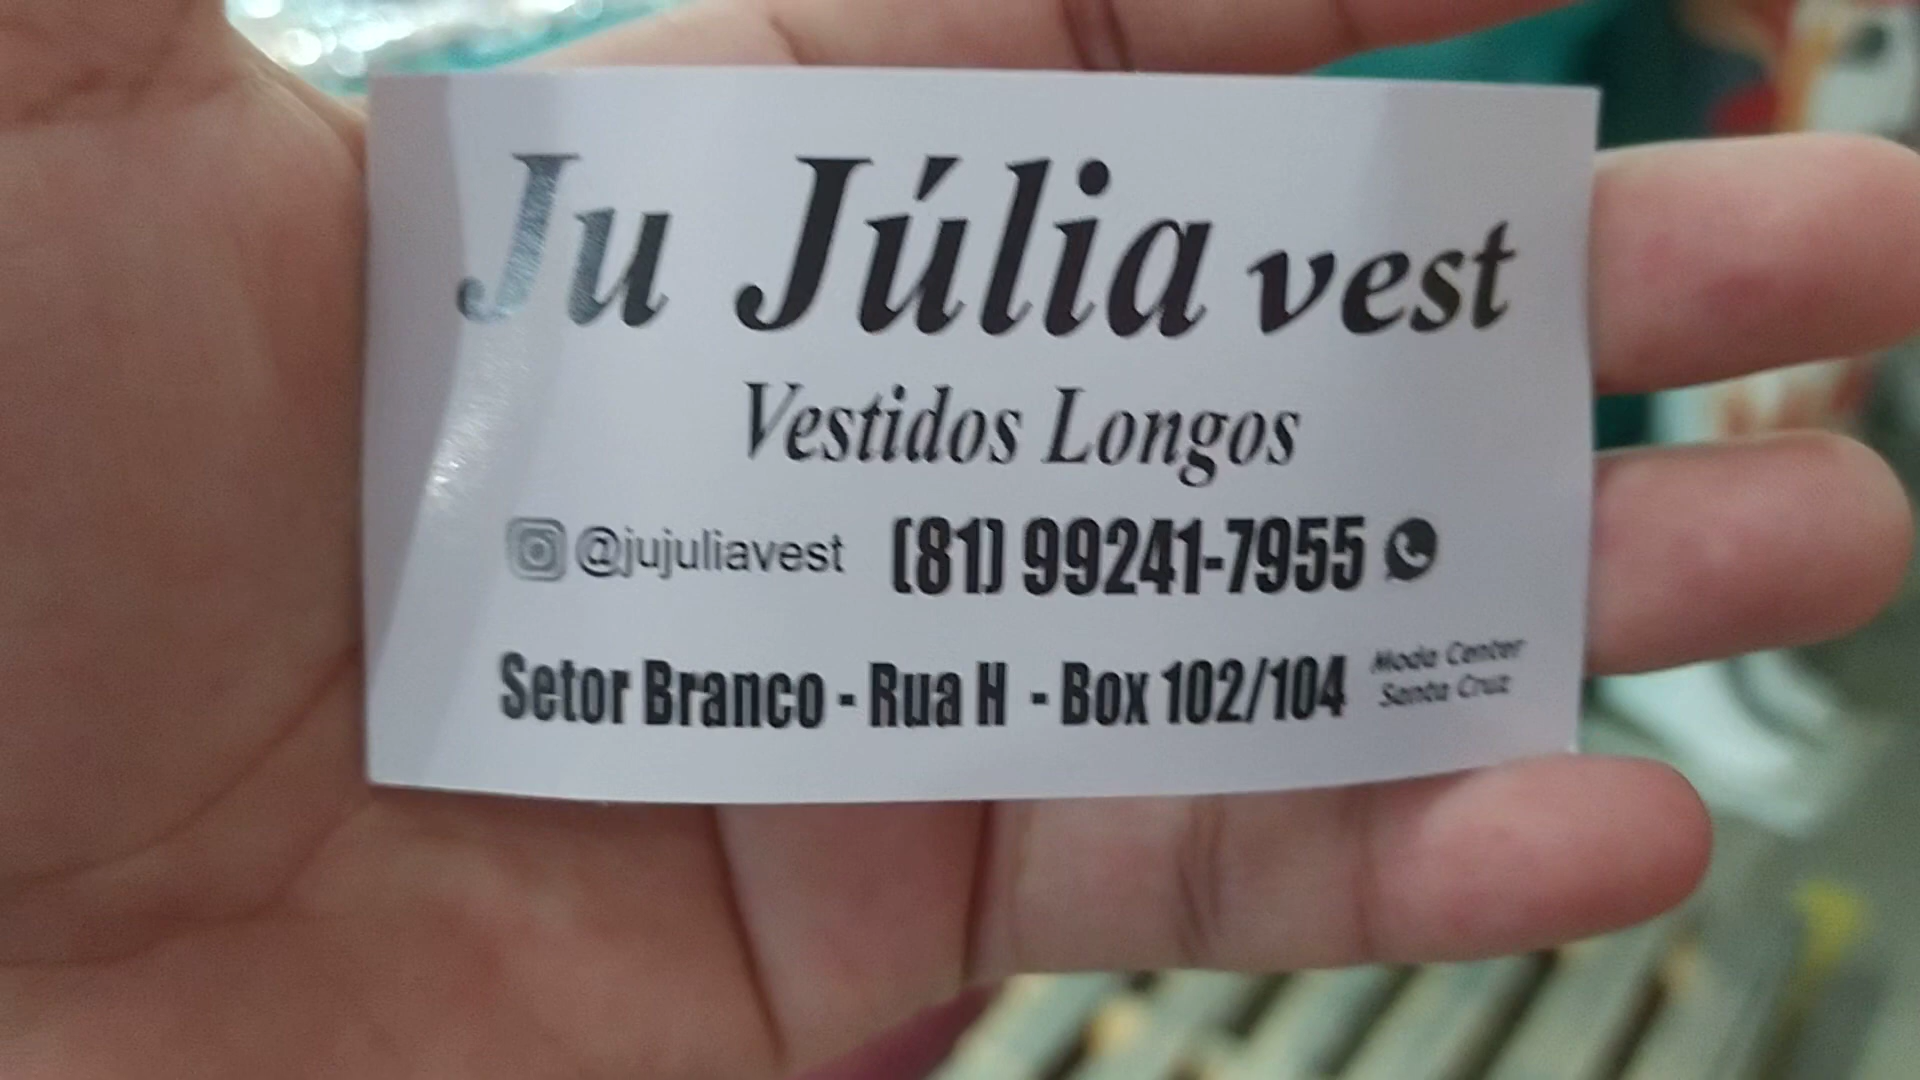 Ju Júlia vest
Vestidos Longos
@jujuliavest (81) 99241-7955
Setor Branco - Rua H - Box 102/104
Moda Center
Santa Cruz